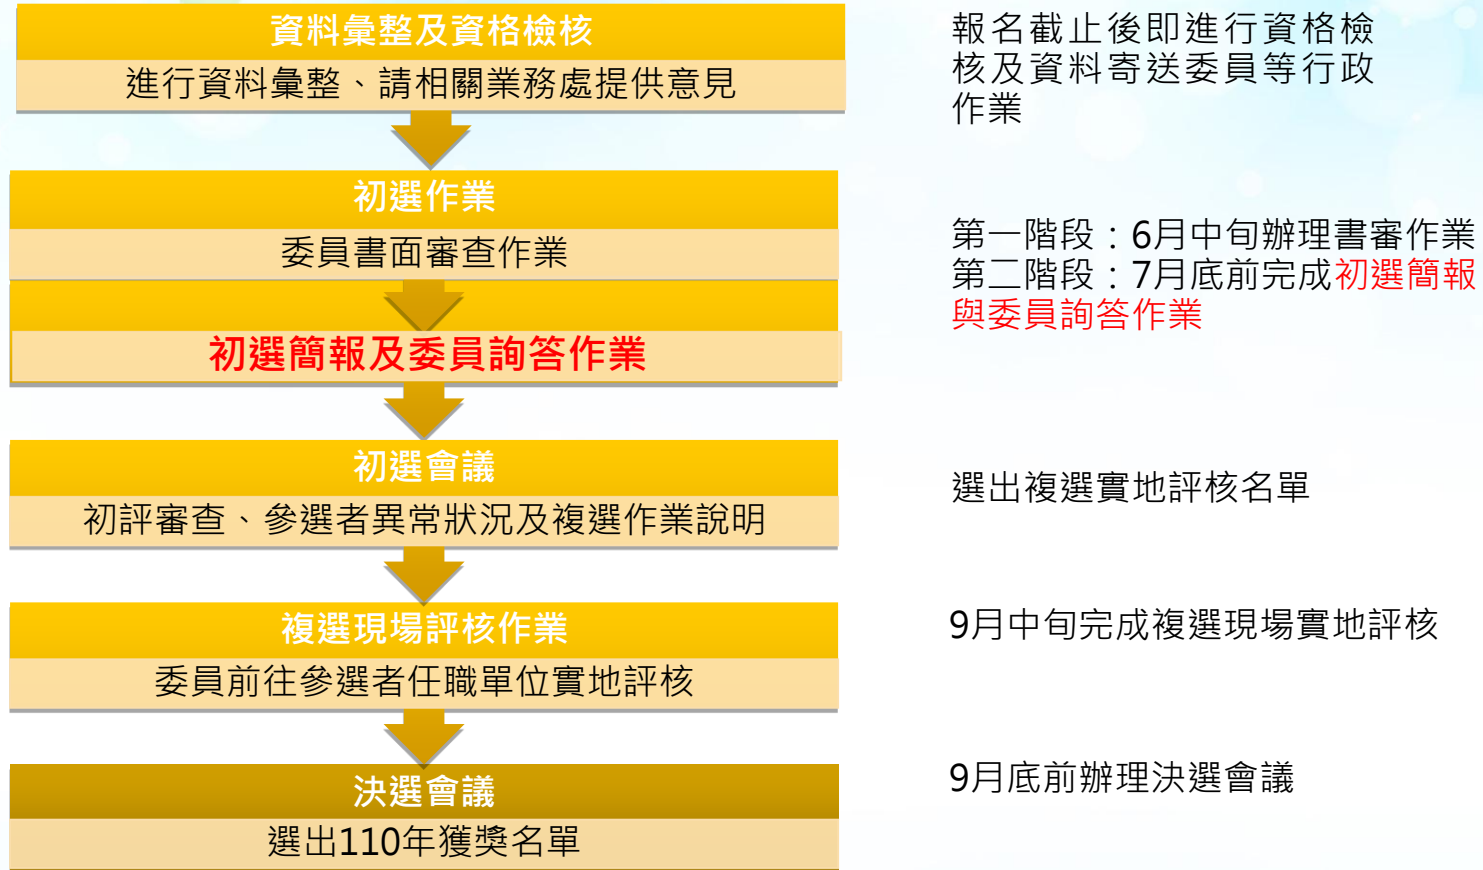 資料彙整及資格檢核
進行資料彙整、請相關業務處提供意見
報名截止後即進行資格檢
核及資料寄送委員等行政
作業
初選作業
委員書面審查作業
初選簡報及委員詢答作業
第一階段：6月中旬辦理書審作業
第二階段：7月底前完成初選簡報
與委員詢答作業
初選會議
初評審查、參選者異常狀況及複選作業說明
選出複選實地評核名單
複選現場評核作業
委員前往參選者任職單位實地評核
9月中旬完成複選現場實地評核
決選會議
選出110年獲獎名單
9月底前辦理決選會議